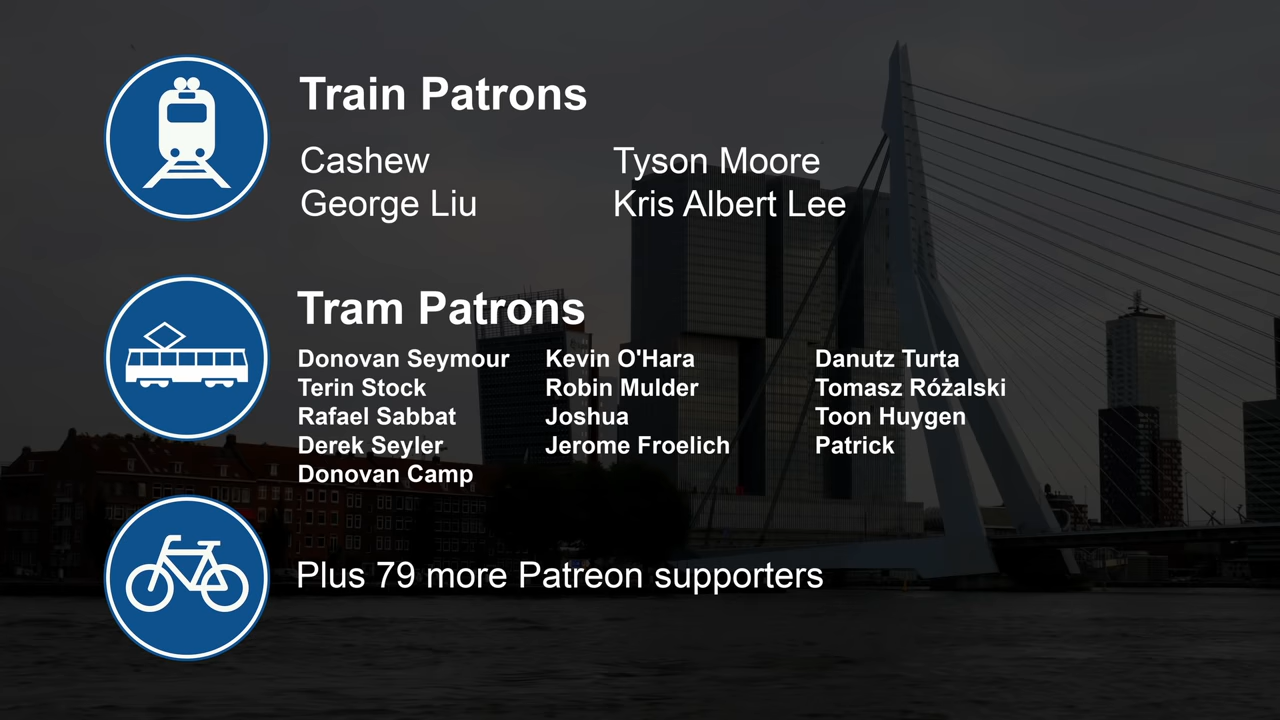 Train Patrons
Cashew
George Liu
Tyson Moore
Kris Albert Lee
Tram Patrons
Donovan Seymour
Terin Stock
Rafael Sabbat
Derek Seyler
Donovan Camp
Kevin O'Hara
Robin Mulder
Joshua
Jerome Froelich
Danutz Turta
Tomasz Różalski
Toon Huygen
Patrick
Plus 79 more Patreon supporters